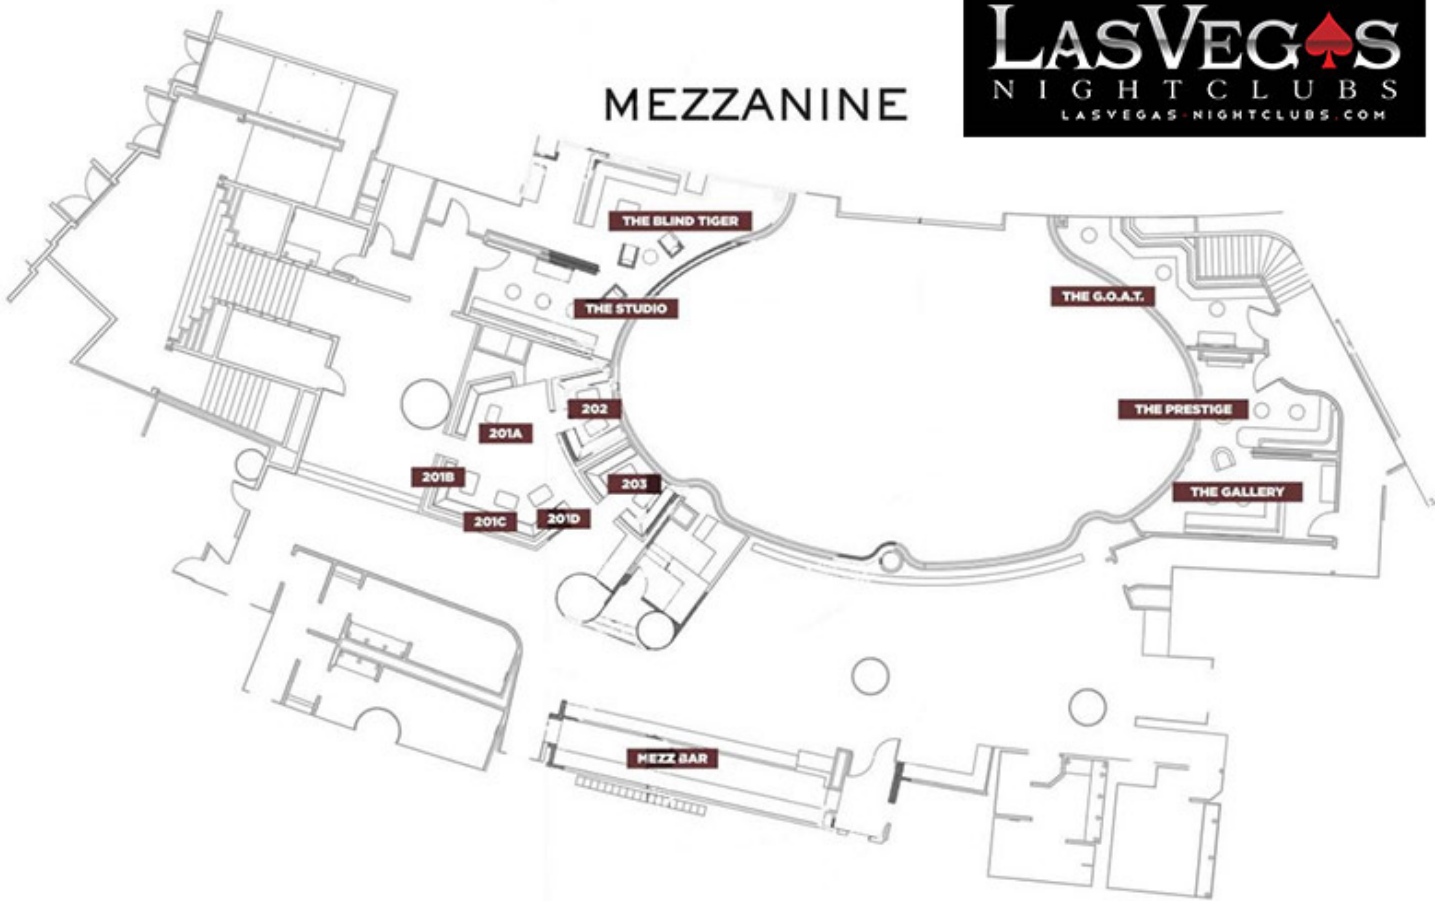 LASVEGAS
NIGHTCLUBS
LASVEGAS-NIGHTCLUBS.COM
MEZZANINE
THE BLIND TIGER
THE STUDIO
THE G.O.A.T.
202
THE PRESTIGE
201A
201B
203
THE GALLERY
201C
201D
MEZZ BAR